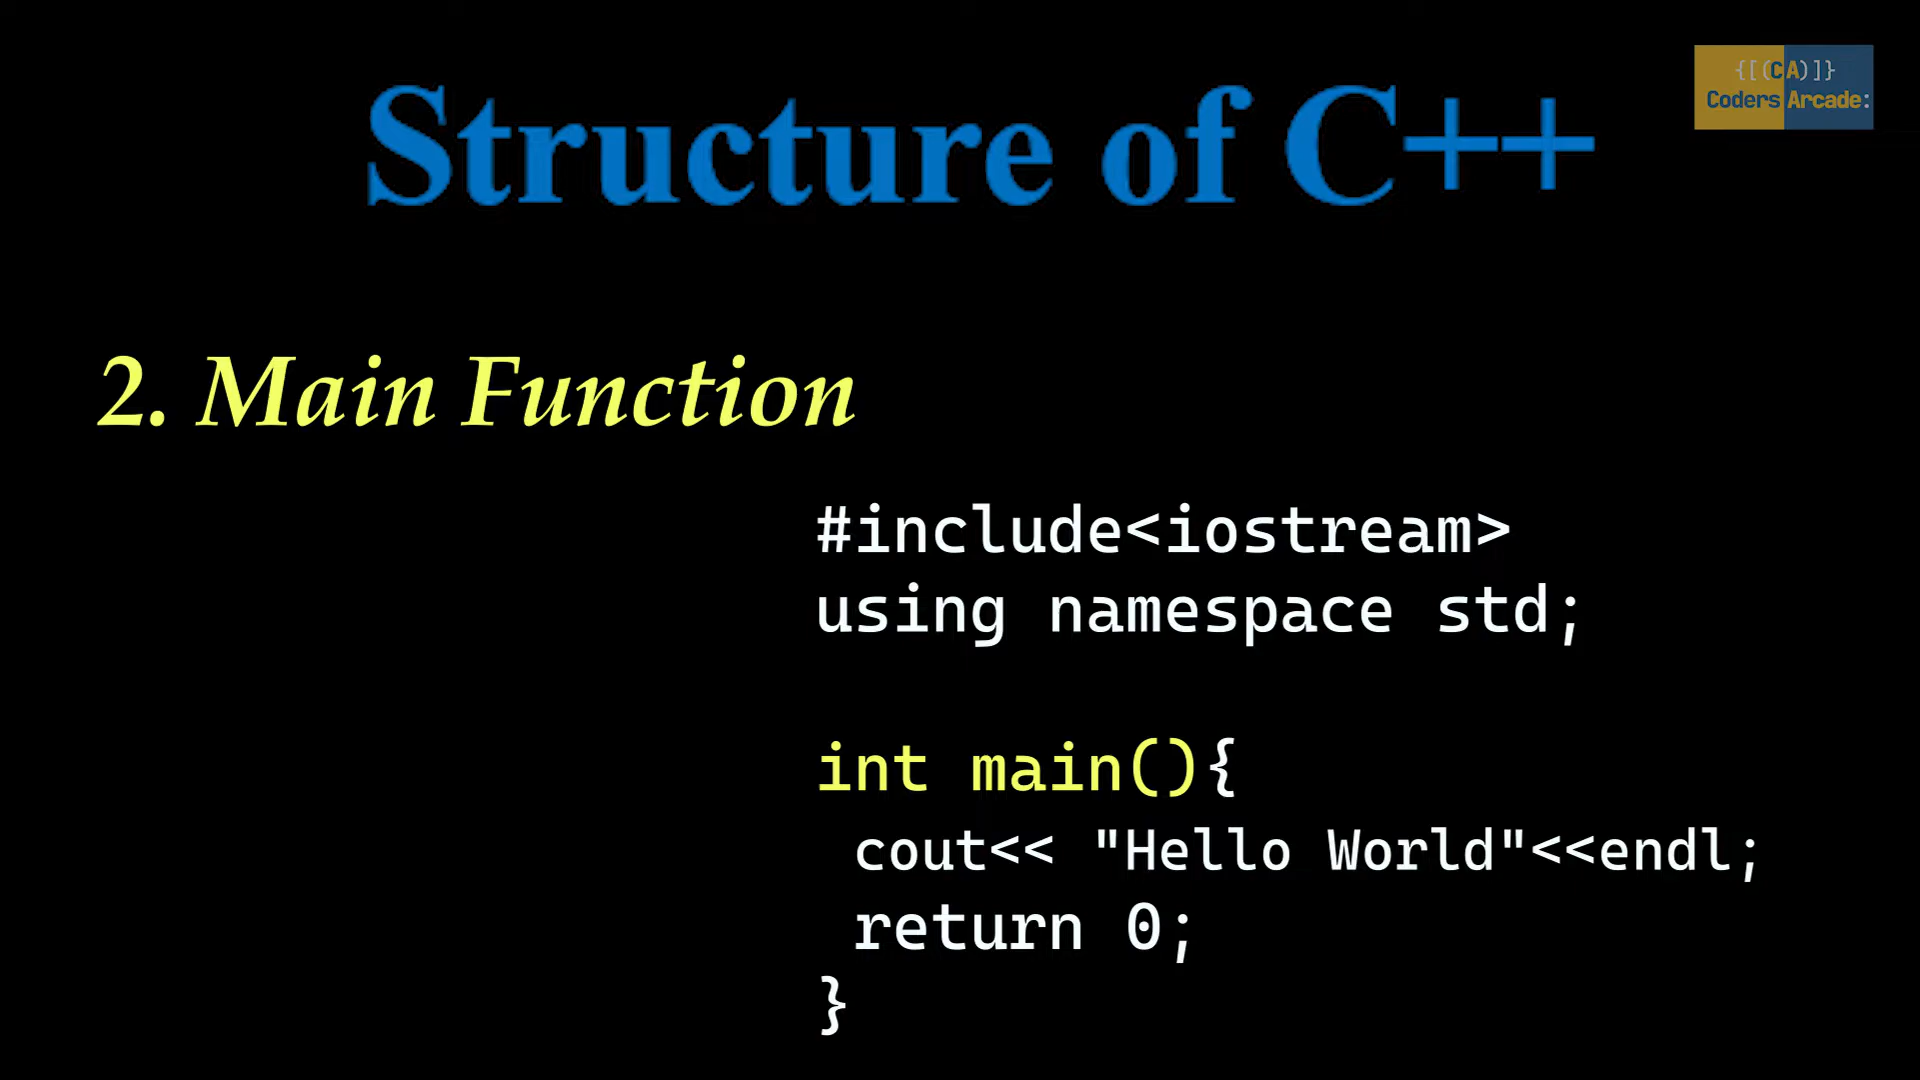 {[(CA)]}
Coders Arcade:
Structure of C++
2. Main Function
#include<iostream>
using namespace std;
int main(){
cout<< "Hello World"<<endl;
return 0;
}